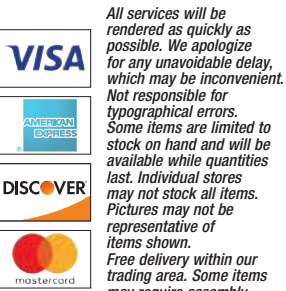 VISA
AMERICAN
EXPRESS
DISCOVER
mastercard
All services will be
rendered as quickly as
possible. We apologize
for any unavoidable delay,
which may be inconvenient.
Not responsible for
typographical errors.
Some items are limited to
stock on hand and will be
available while quantities
last. Individual stores
may not stock all items.
Pictures may not be
representative of
items shown.
Free delivery within our
trading area. Some items
may require assembly.